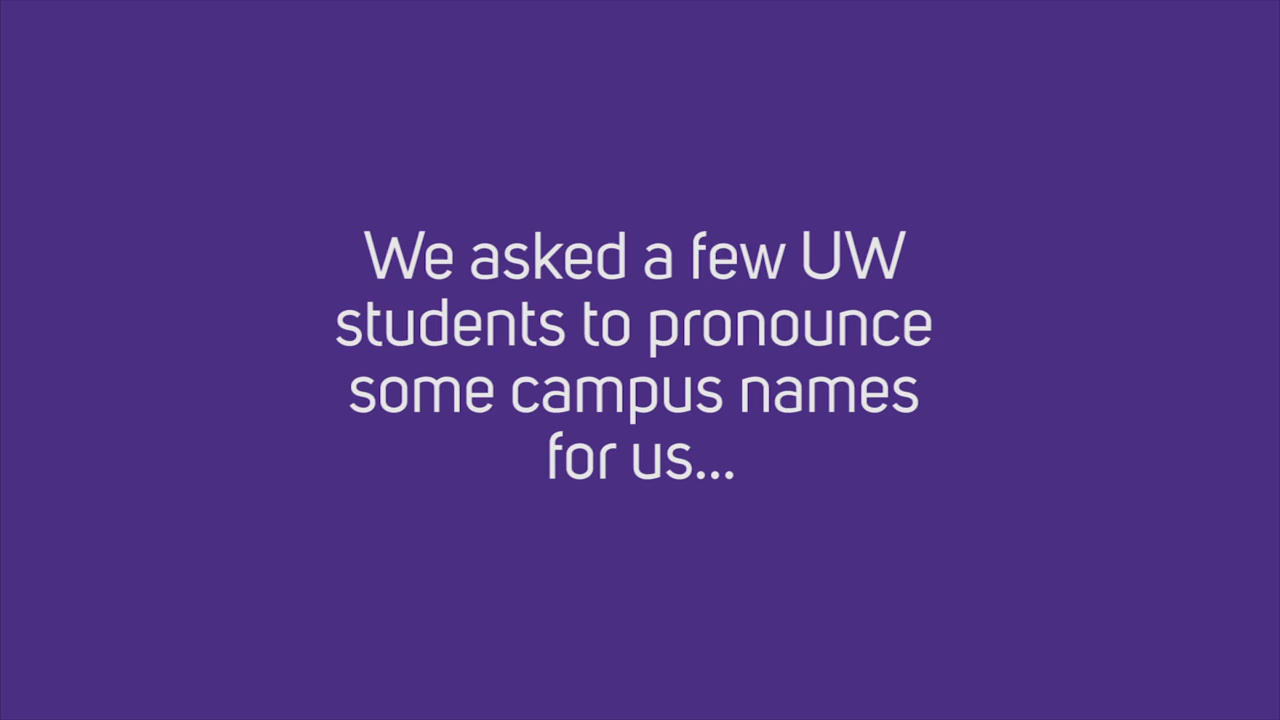 We asked a few UW
students to pronounce
some campus names
for us...